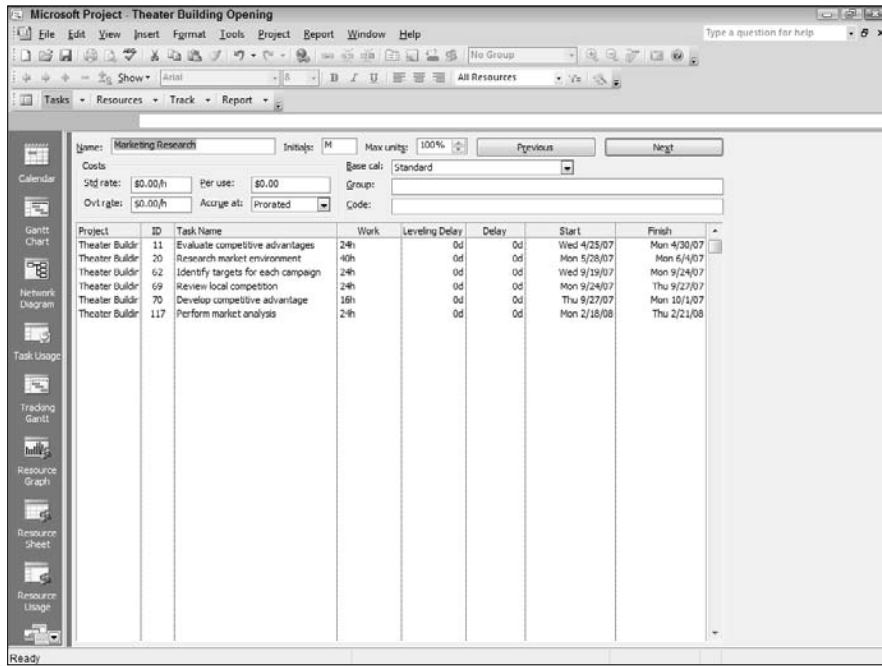 Microsoft Project - Theater Building Opening
File Edit View Insert Format Tools Project Report Window Help Type a question for help
No Group
Show Arial 8 B I U All Resources
Tasks Resources Track Report
Name: Marketing Research Initials: M Max units: 100% Previous Next
Costs Base cal: Standard
Std rate: $0.00/h Per use: $0.00 Group:
Ovt rate: $0.00/h Accrue at: Prorated Code:
Project ID Task Name Work Leveling Delay Delay Start Finish
Theater Buildir 11 Evaluate competitive advantages 24h 0d 0d Wed 4/25/07 Mon 4/30/07
Theater Buildir 20 Research market environment 40h 0d 0d Mon 5/28/07 Mon 6/4/07
Theater Buildir 62 Identify targets for each campaign 24h 0d 0d Wed 9/19/07 Mon 9/24/07
Theater Buildir 69 Review local competition 24h 0d 0d Mon 9/24/07 Thu 9/27/07
Theater Buildir 70 Develop competitive advantage 16h 0d 0d Thu 9/27/07 Mon 10/1/07
Theater Buildir 117 Perform market analysis 24h 0d 0d Mon 2/18/08 Thu 2/21/08
Calendar
Gantt
Chart
Network
Diagram
Task Usage
Tracking
Gantt
Resource
Graph
Resource
Sheet
Resource
Usage
Ready